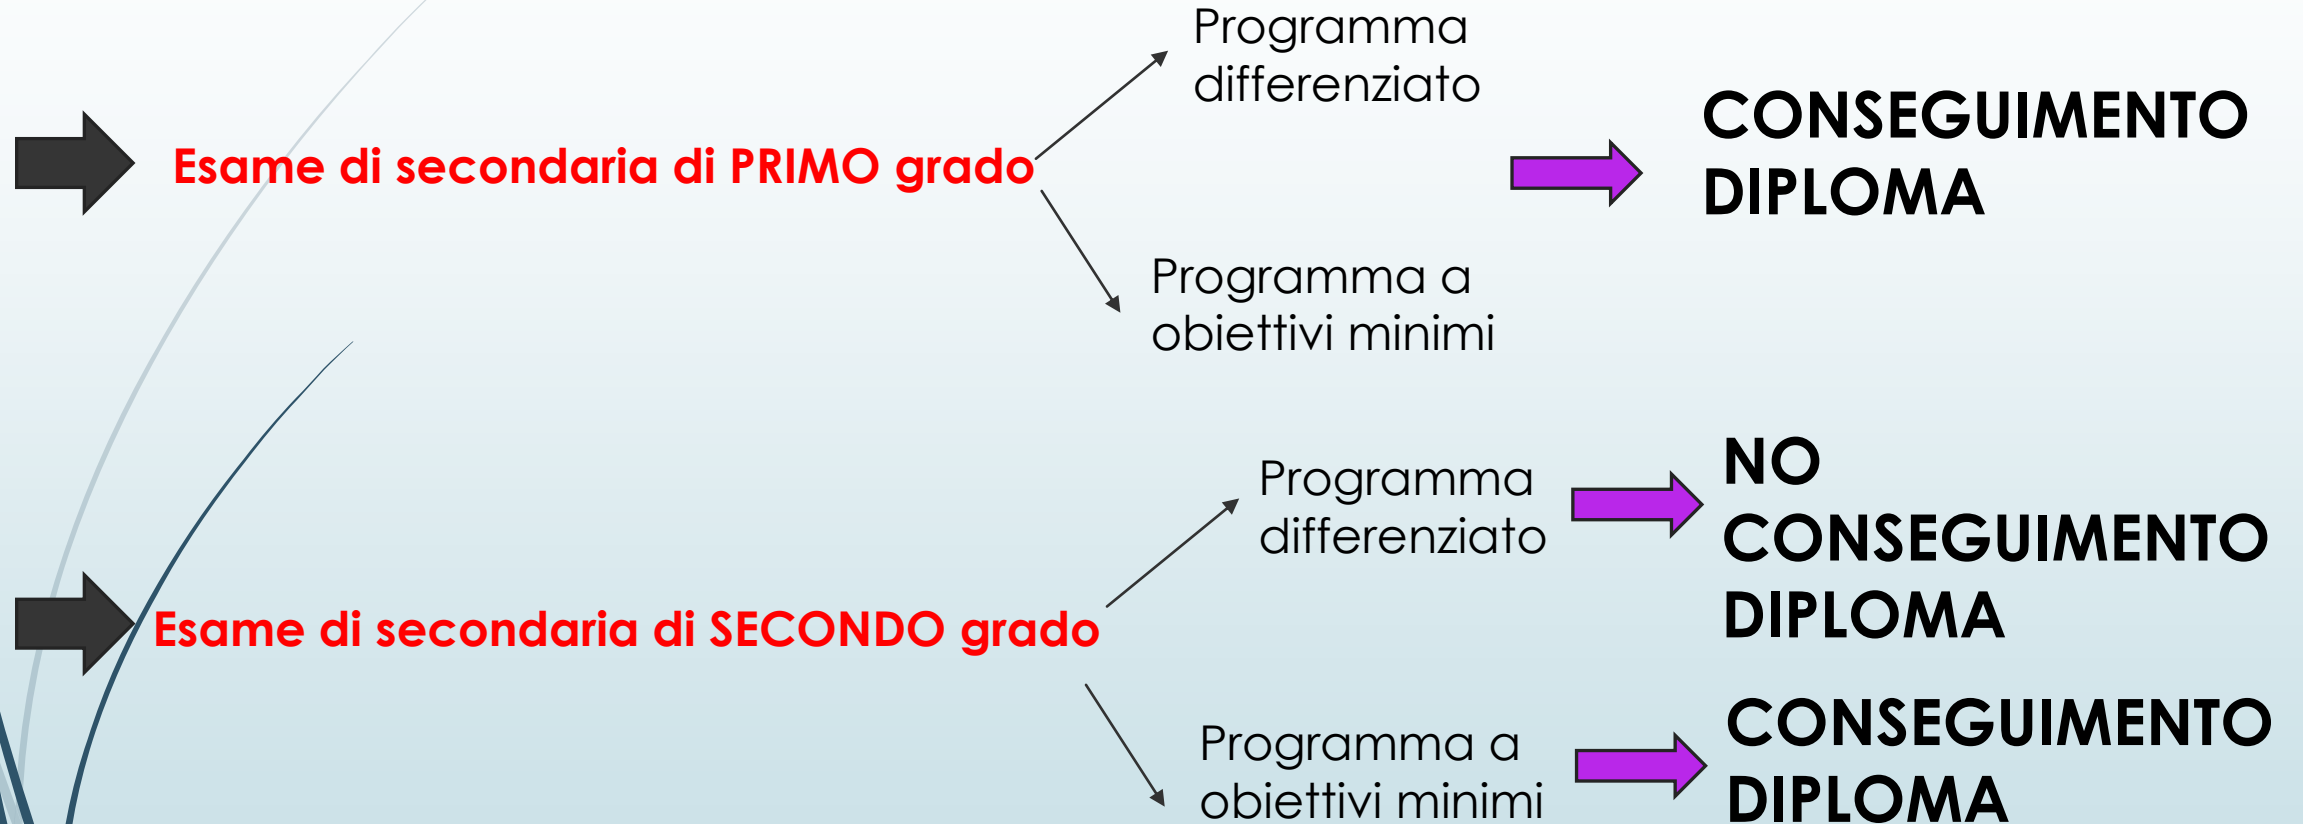 Programma
differenziato
Esame di secondaria di PRIMO grado
CONSEGUIMENTO
DIPLOMA
Programma a
obiettivi minimi
Programma
differenziato
NO
CONSEGUIMENTO
DIPLOMA
Esame di secondaria di SECONDO grado
Programma a
obiettivi minimi
CONSEGUIMENTO
DIPLOMA